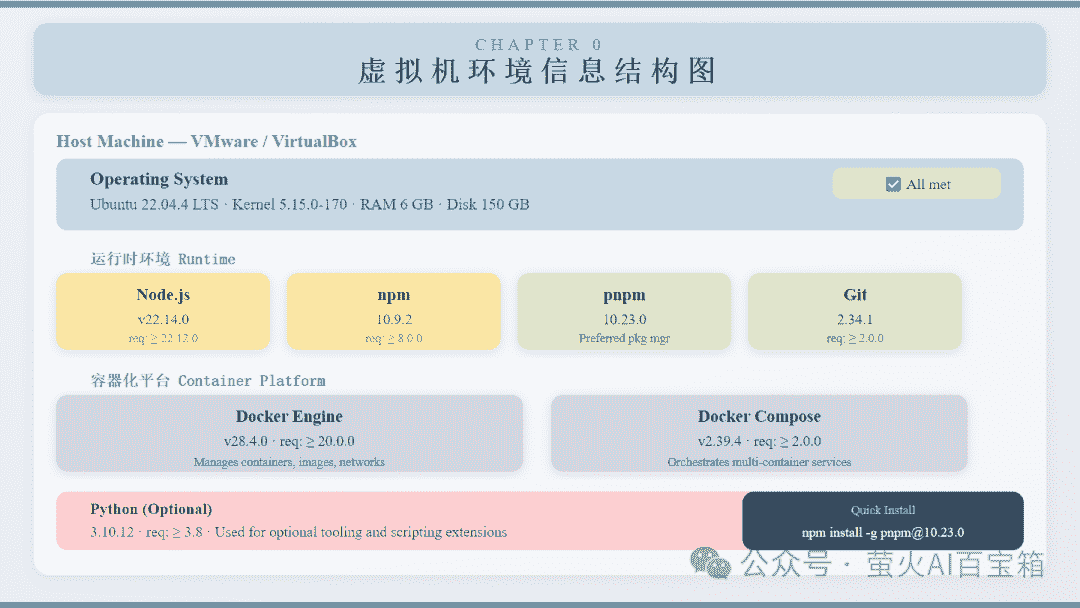 CHAPTER 0
虚拟机环境信息结构图
Host Machine — VMware / VirtualBox
Operating System
Ubuntu 22.04.4 LTS · Kernel 5.15.0-170 · RAM 6 GB · Disk 150 GB
☑ All met
运行时环境 Runtime
Node.js
v22.14.0
req: ≥ 22.12.0
npm
10.9.2
req: ≥ 8.0.0
pnpm
10.23.0
Preferred pkg mgr
Git
2.34.1
req: ≥ 2.0.0
容器化平台 Container Platform
Docker Engine
v28.4.0 · req: ≥ 20.0.0
Manages containers, images, networks
Docker Compose
v2.39.4 · req: ≥ 2.0.0
Orchestrates multi-container services
Python (Optional)
3.10.12 · req: ≥ 3.8 · Used for optional tooling and scripting extensions
Quick Install
npm install -g pnpm@10.23.0
公众号 · 萤火AI百宝箱